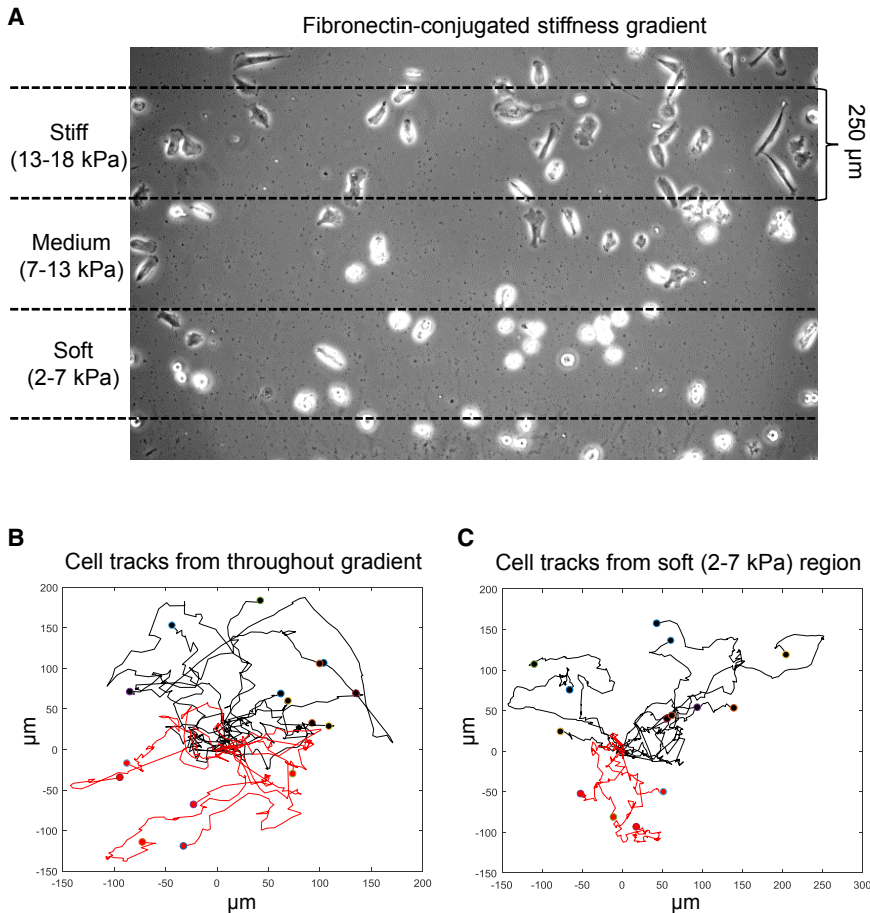 A
Fibronectin-conjugated stiffness gradient
Stiff
(13-18 kPa)
250 μm
Medium
(7-13 kPa)
Soft
(2-7 kPa)
B
Cell tracks from throughout gradient
200
150
100
50
0
-50
-100
-150
μm
-150
-100
-50
0
50
100
150
200
μm
C
Cell tracks from soft (2-7 kPa) region
200
150
100
50
0
-50
-100
-150
μm
-150
-100
-50
0
50
100
150
200
250
300
μm